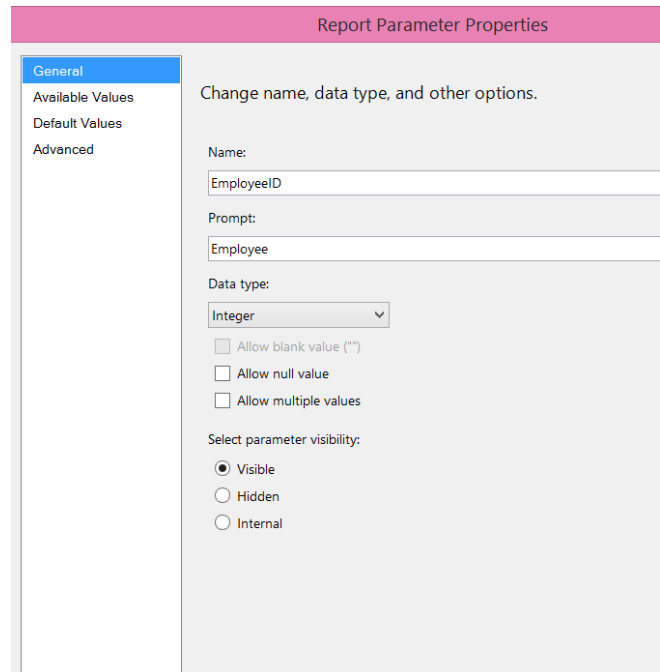 Report Parameter Properties
General
Available Values
Default Values
Advanced
Change name, data type, and other options.
Name:
EmployeeID
Prompt:
Employee
Data type:
Integer
Allow blank value ("")
Allow null value
Allow multiple values
Select parameter visibility:
Visible
Hidden
Internal